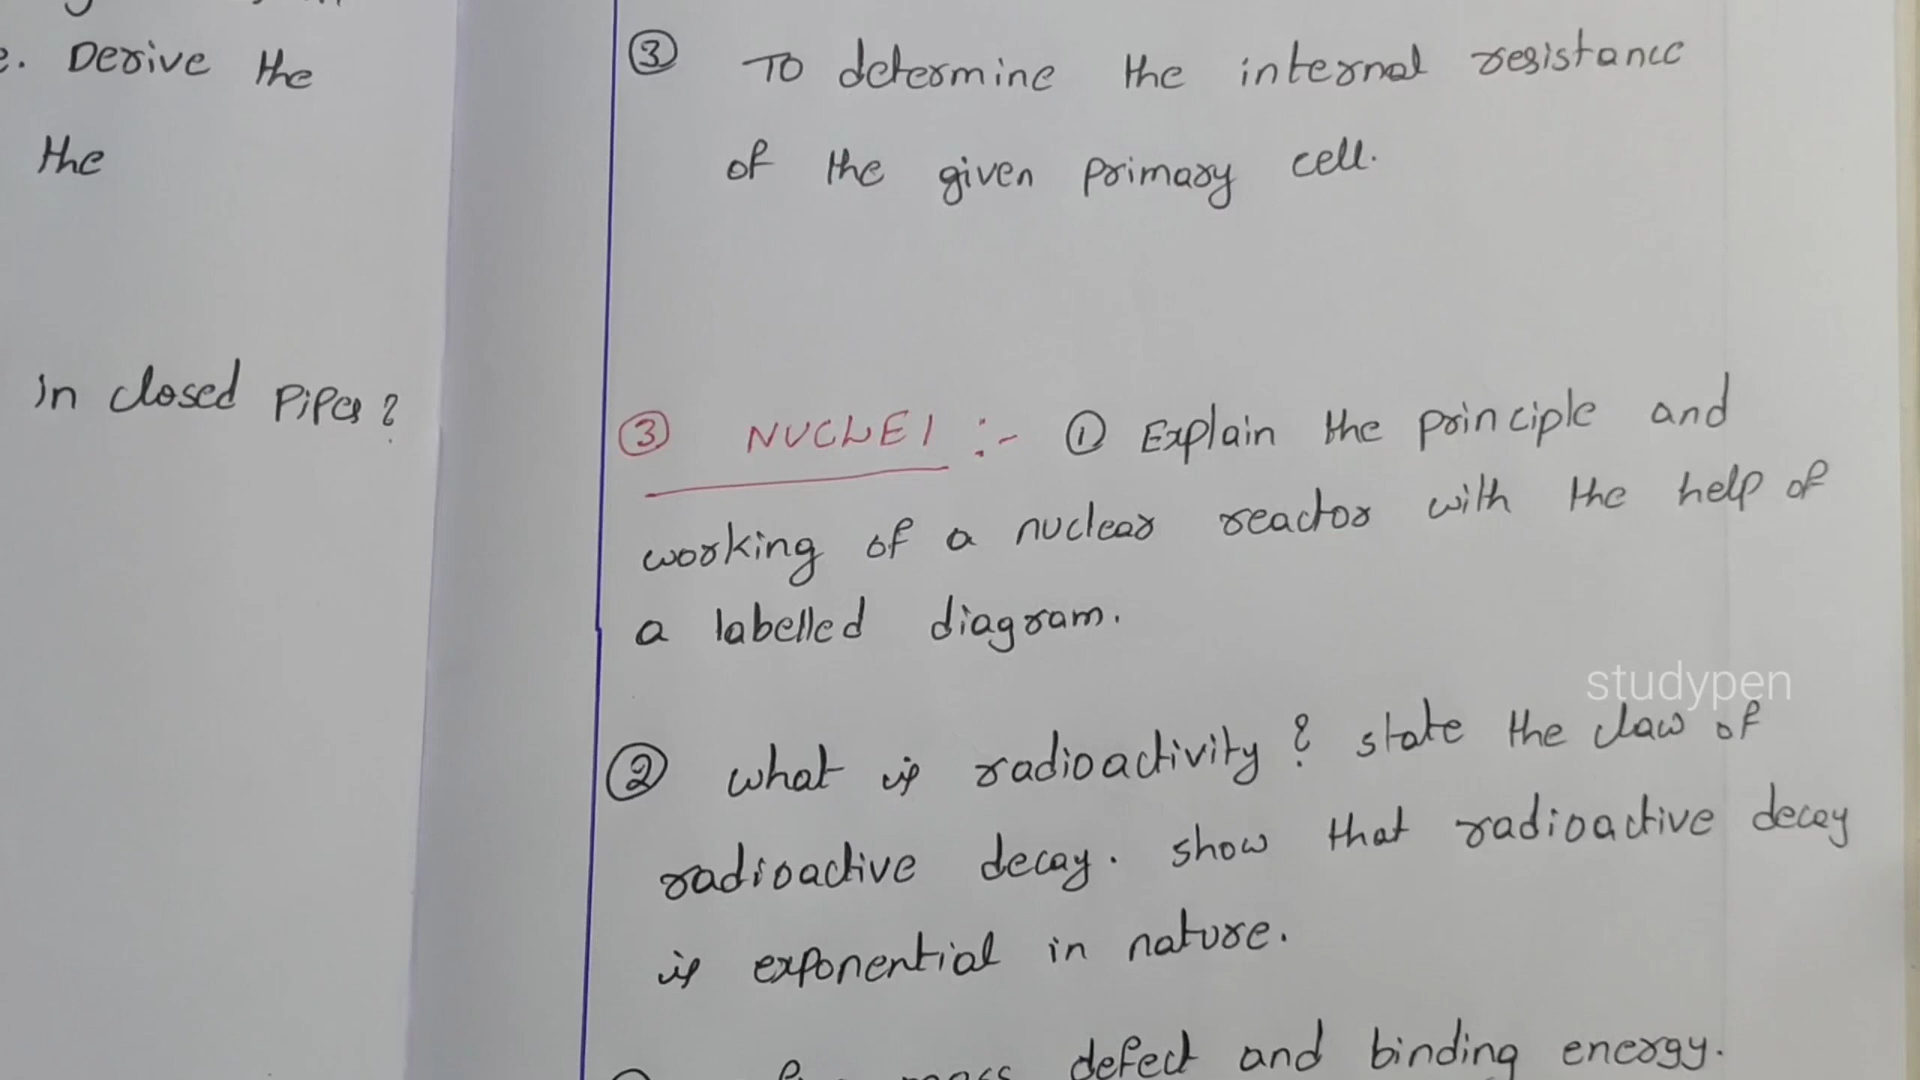 e. Derive the
the
in closed Pipes?
③ To determine the internal resistance
of the given primary cell.
③ NUCLEI :- ① Explain the principle and
working of a nuclear reactor with the help of
a labelled diagram.
studypen
② what is radioactivity? state the law of
radioactive decay. show that radioactive decay
is exponential in nature.
mass defect and binding energy.